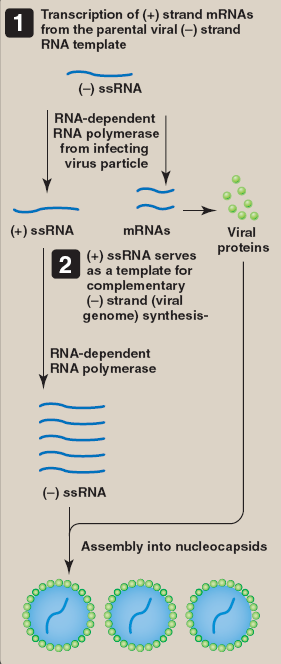 1 Transcription of (+) strand mRNAs
from the parental viral (−) strand
RNA template
(−) ssRNA
RNA-dependent
RNA polymerase
from infecting
virus particle
(+) ssRNA
mRNAs
Viral
proteins
2 (+) ssRNA serves
as a template for
complementary
(−) strand (viral
genome) synthesis-
RNA-dependent
RNA polymerase
(−) ssRNA
Assembly into nucleocapsids